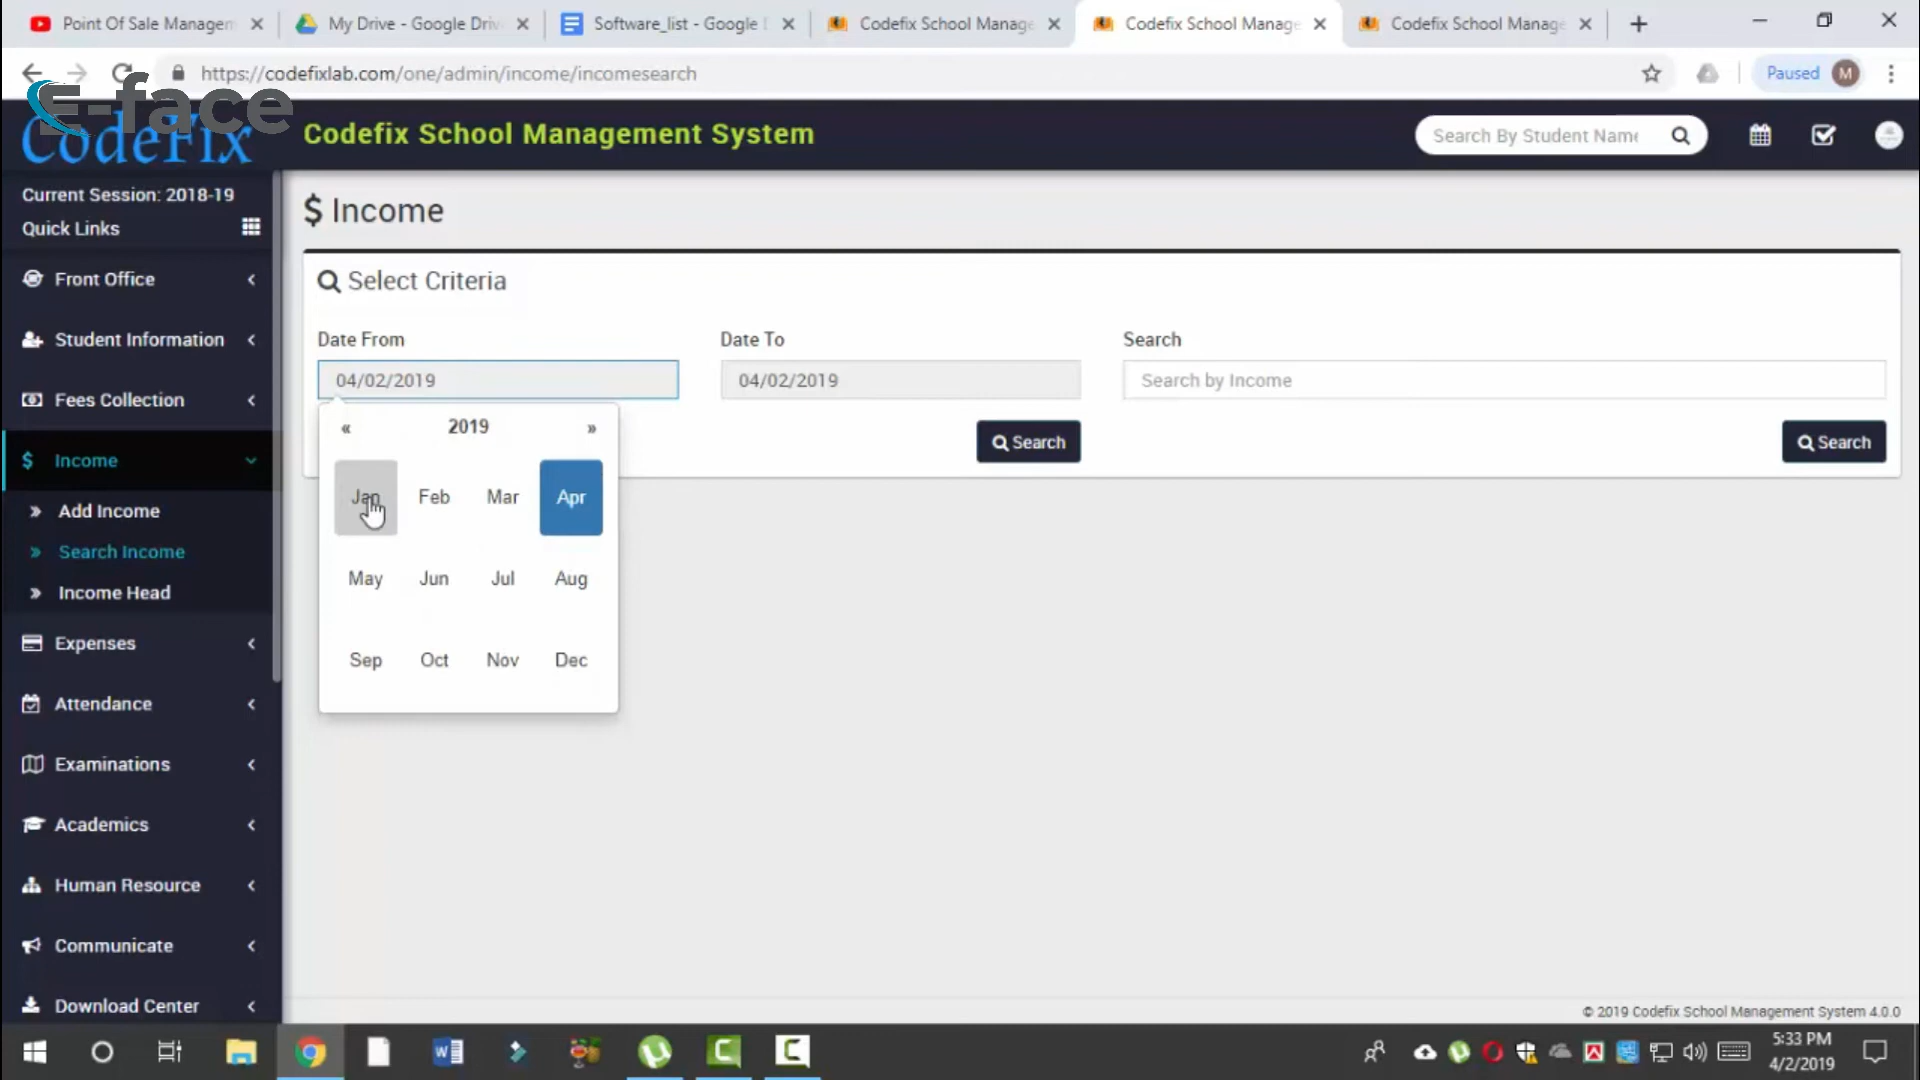 Point Of Sale Managem
My Drive - Google Driv
Software_list - Google
Codefix School Manage
Codefix School Manage
Codefix School Manage
https://codefixlab.com/one/admin/income/incomesearch
Paused
M
E-face
CodeFix
Codefix School Management System
Search By Student Name
Current Session: 2018-19
Quick Links
Front Office
Student Information
Fees Collection
Income
Add Income
Search Income
Income Head
Expenses
Attendance
Examinations
Academics
Human Resource
Communicate
Download Center
$ Income
Select Criteria
Date From
Date To
Search
04/02/2019
04/02/2019
Search by Income
Search
Search
« 2019 »
Jan Feb Mar Apr
May Jun Jul Aug
Sep Oct Nov Dec
© 2019 Codefix School Management System 4.0.0
5:33 PM
4/2/2019